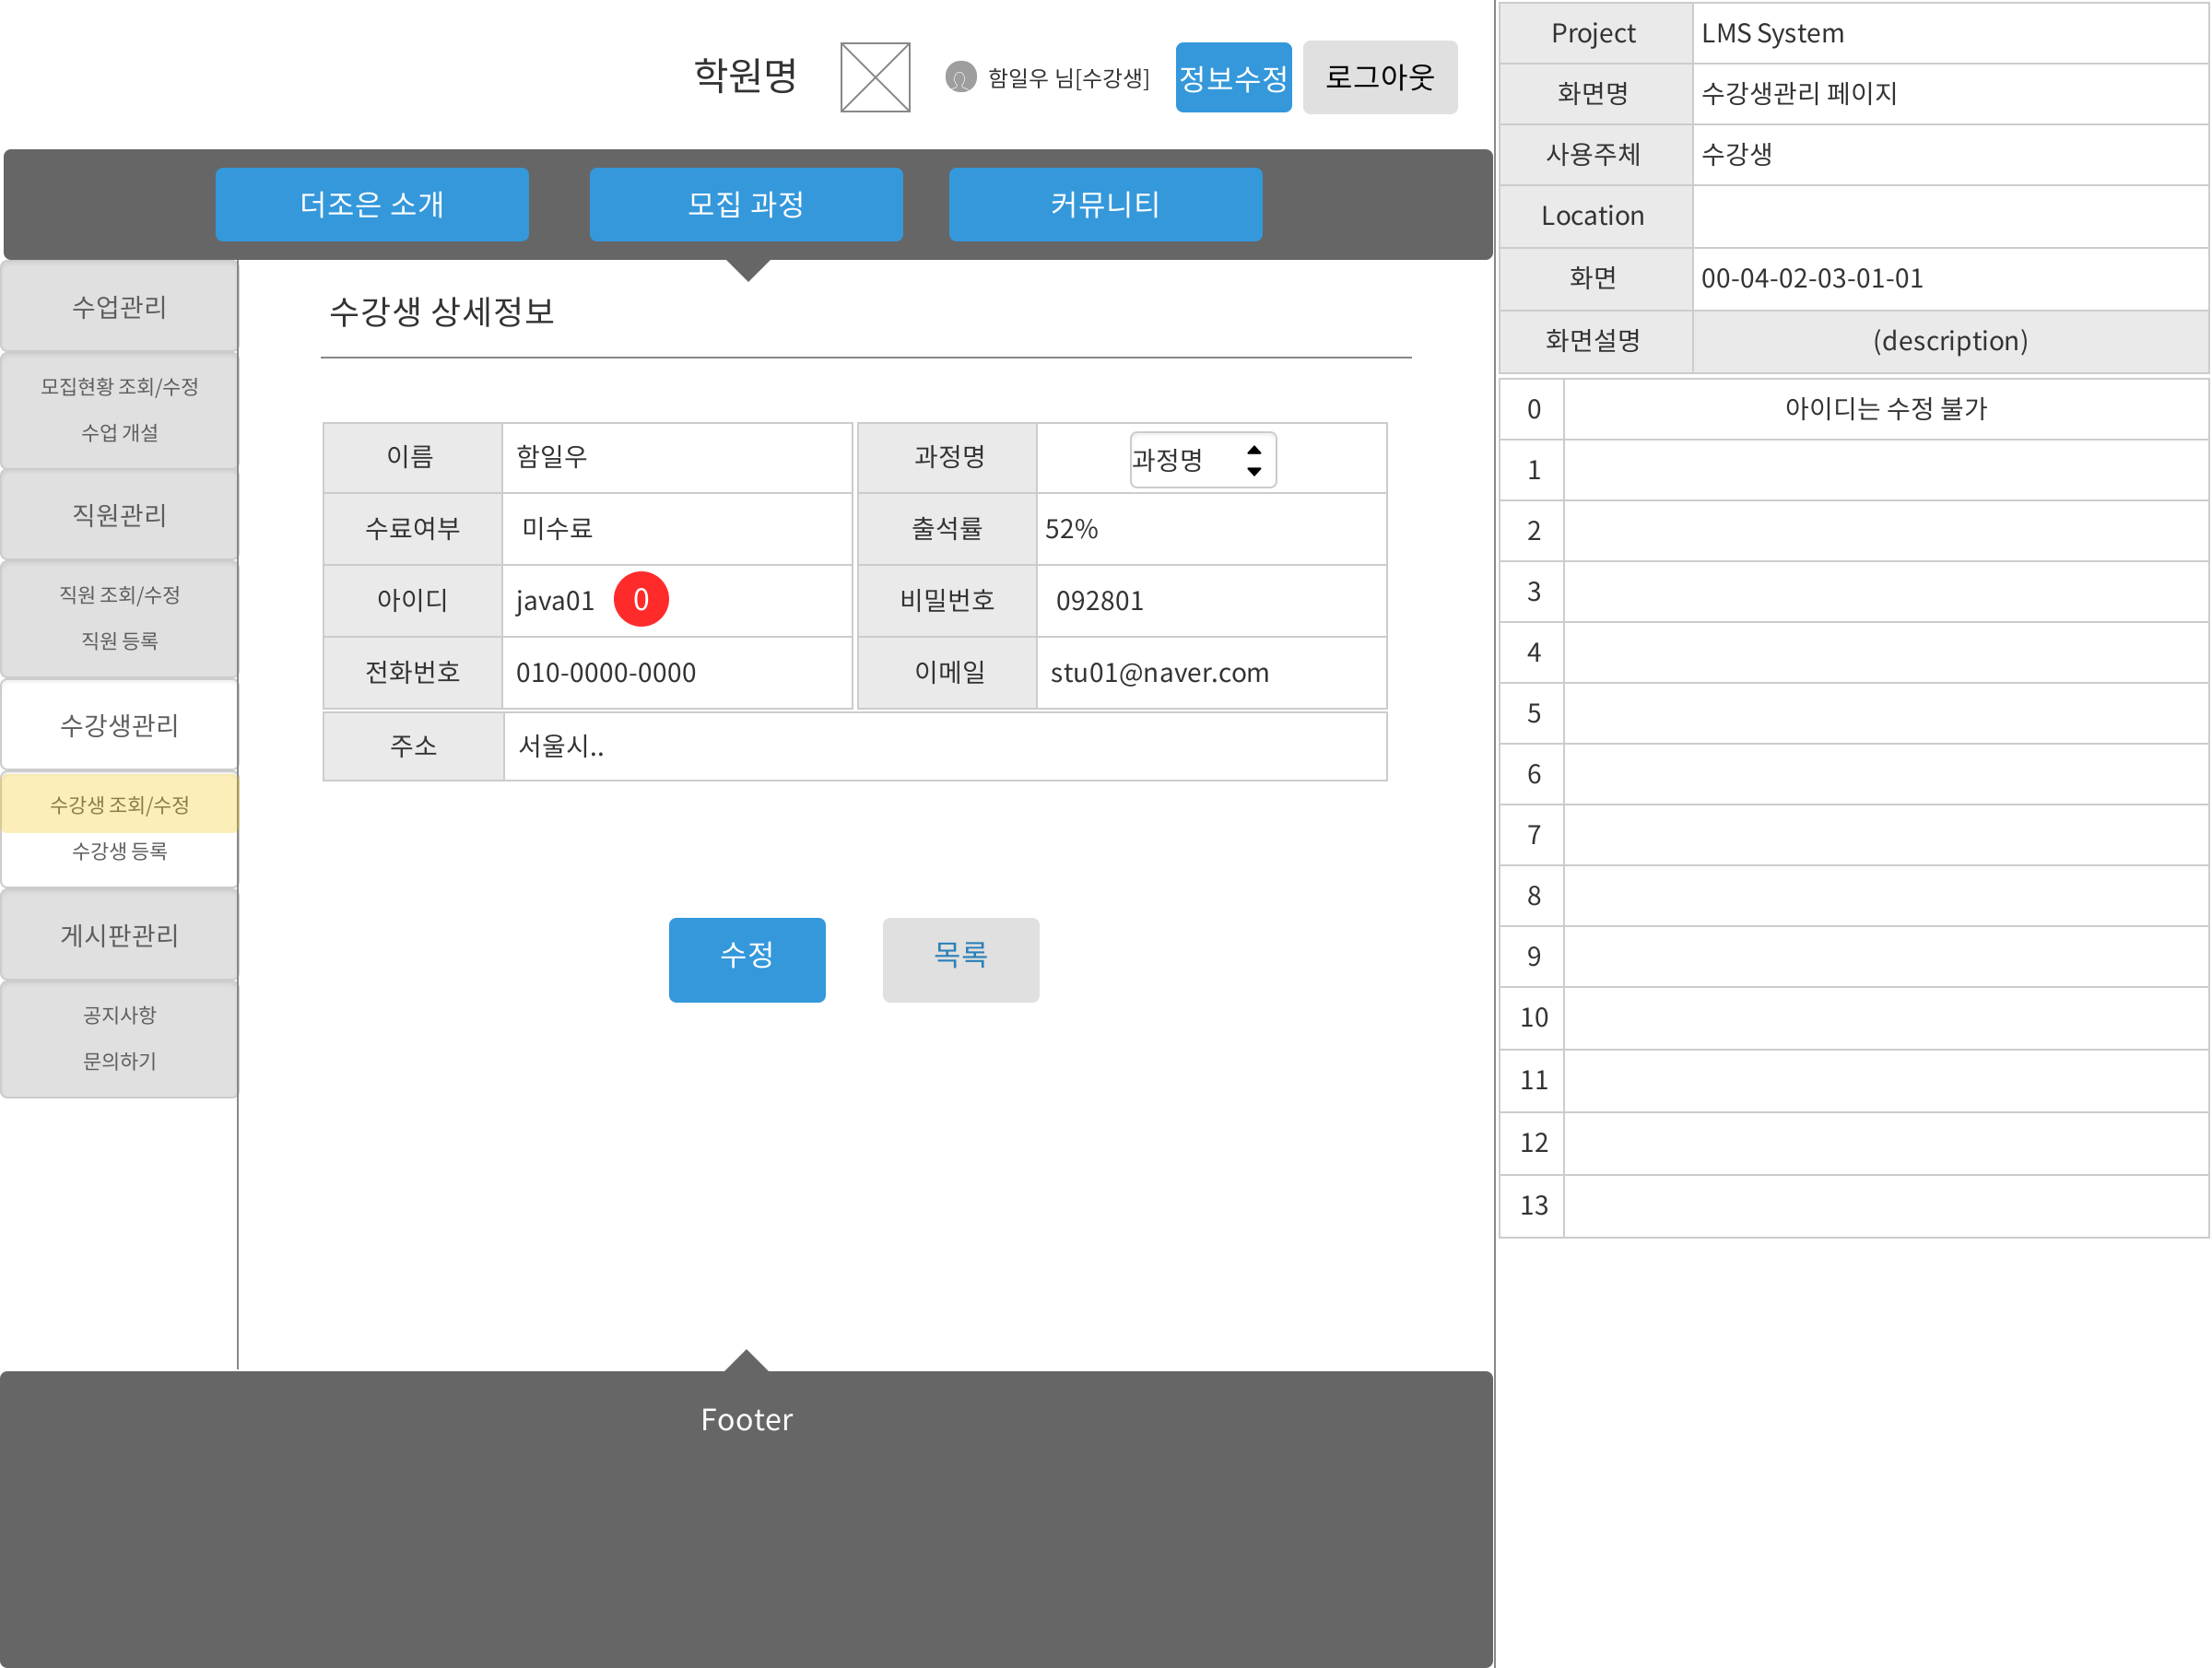 학원명
함일우 님[수강생]
정보수정
로그아웃
더조은 소개
모집 과정
커뮤니티
수업관리
모집현황 조회/수정
수업 개설
직원관리
직원 조회/수정
직원 등록
수강생관리
수강생 조회/수정
수강생 등록
게시판관리
공지사항
문의하기
수강생 상세정보
이름 함일우 과정명 과정명
수료여부 미수료 출석률 52%
아이디 java01 0 비밀번호 092801
전화번호 010-0000-0000 이메일 stu01@naver.com
주소 서울시..
수정
목록
Footer
Project LMS System
화면명 수강생관리 페이지
사용주체 수강생
Location
화면 00-04-02-03-01-01
화면설명 (description)
0 아이디는 수정 불가
1
2
3
4
5
6
7
8
9
10
11
12
13